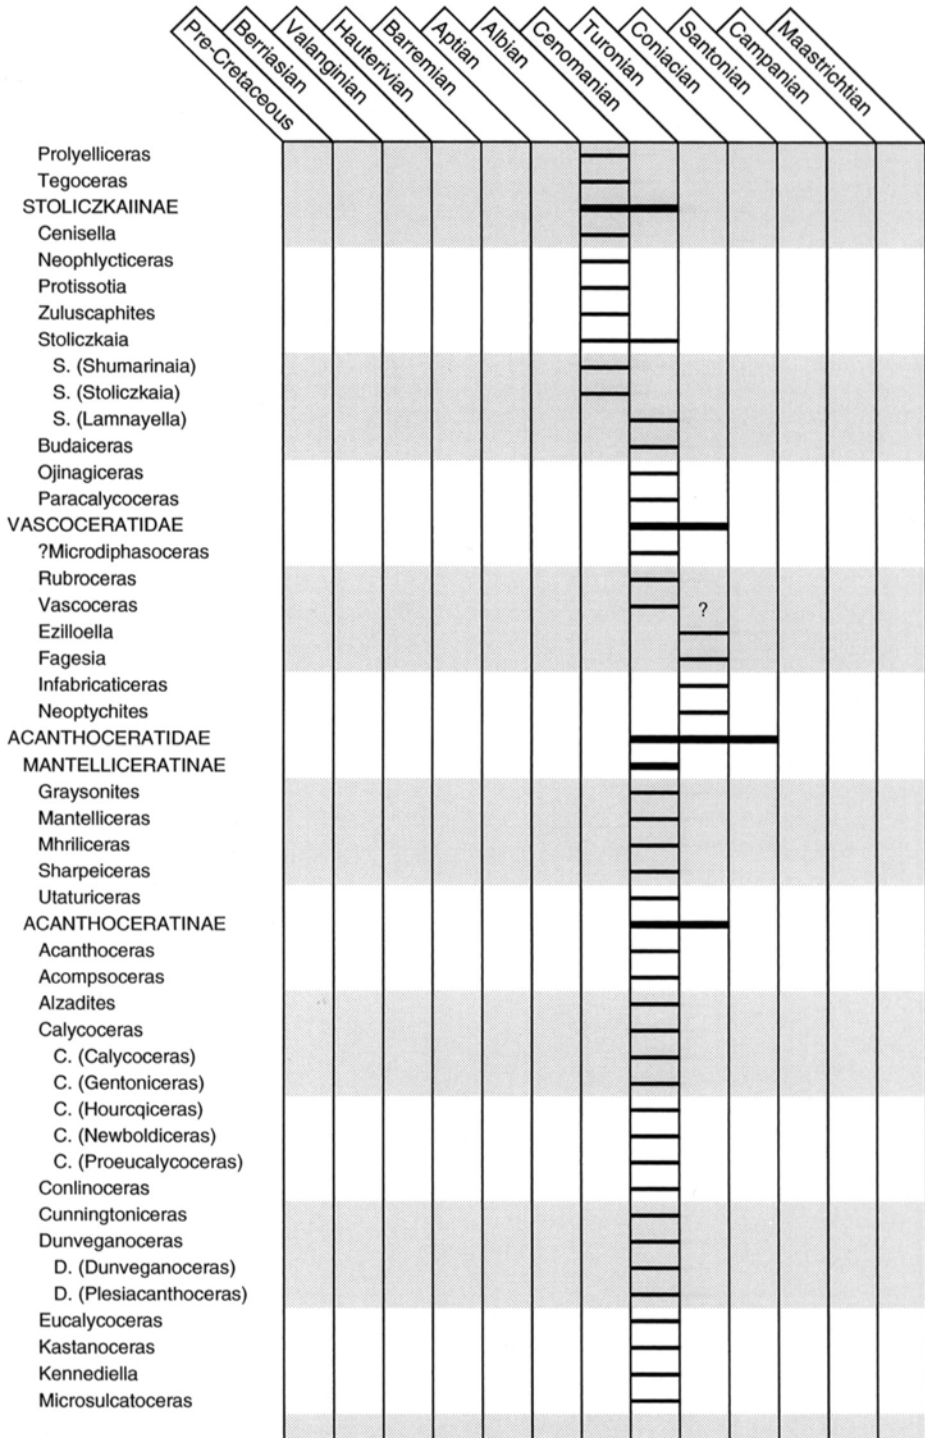 Pre-Cretaceous
Berriasian
Valanginian
Hauterivian
Barremian
Aptian
Albian
Cenomanian
Turonian
Coniacian
Santonian
Campanian
Maastrichtian
Prolyelliceras
Tegoceras
STOLICZKAIINAE
Cenisella
Neophlycticeras
Protissotia
Zuluscaphites
Stoliczkaia
S. (Shumarinaia)
S. (Stoliczkaia)
S. (Lamnayella)
Budaiceras
Ojinagiceras
Paracalycoceras
VASCOCERATIDAE
?Microdiphasoceras
Rubroceras
Vascoceras ?
Ezilloella
Fagesia
Infabricaticeras
Neoptychites
ACANTHOCERATIDAE
MANTELLICERATINAE
Graysonites
Mantelliceras
Mhriliceras
Sharpeiceras
Utaturiceras
ACANTHOCERATINAE
Acanthoceras
Acompsoceras
Alzadites
Calycoceras
C. (Calycoceras)
C. (Gentoniceras)
C. (Hourcqiceras)
C. (Newboldiceras)
C. (Proeucalycoceras)
Conlinoceras
Cunningtoniceras
Dunveganoceras
D. (Dunveganoceras)
D. (Plesiacanthoceras)
Eucalycoceras
Kastanoceras
Kennediella
Microsulcatoceras